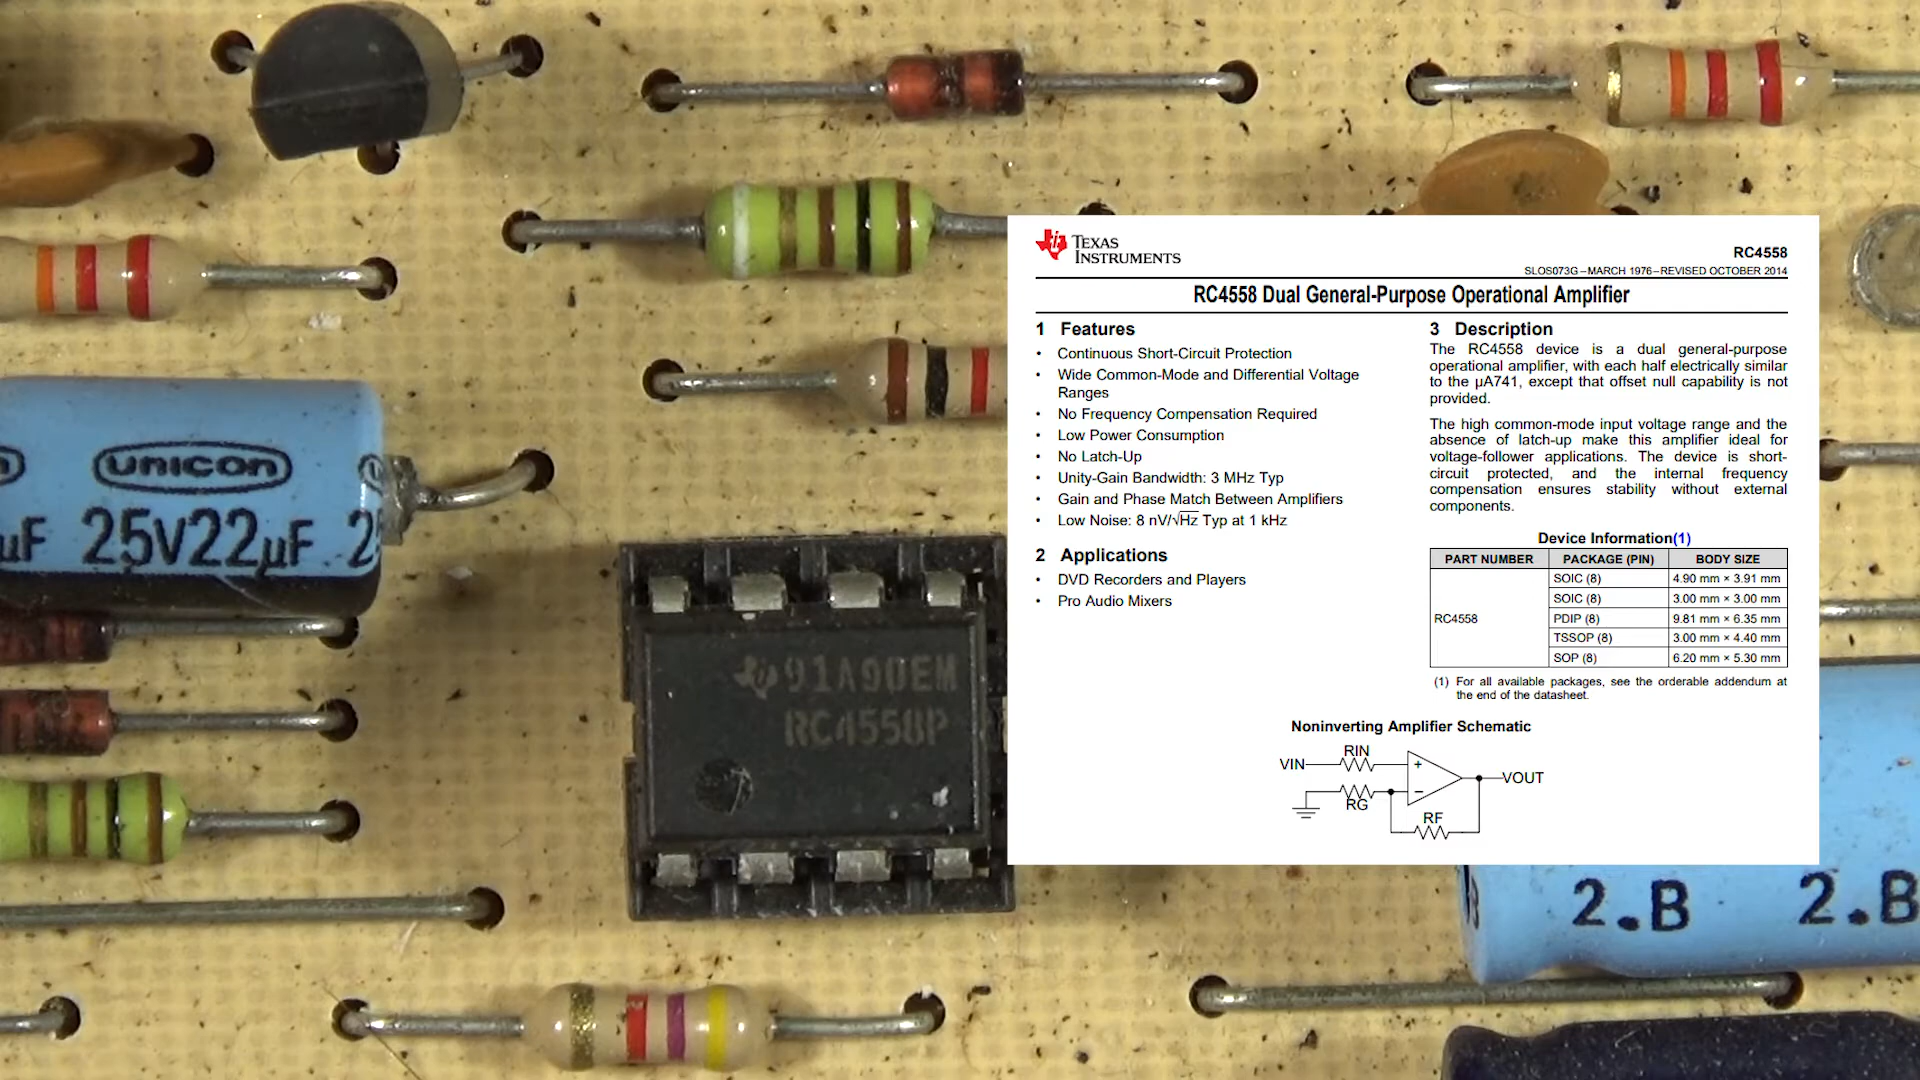 TEXAS
INSTRUMENTS
RC4558
SLOS073G – MARCH 1976 – REVISED OCTOBER 2014
RC4558 Dual General-Purpose Operational Amplifier
1 Features
• Continuous Short-Circuit Protection
• Wide Common-Mode and Differential Voltage
Ranges
• No Frequency Compensation Required
• Low Power Consumption
• No Latch-Up
• Unity-Gain Bandwidth: 3 MHz Typ
• Gain and Phase Match Between Amplifiers
• Low Noise: 8 nV/√Hz Typ at 1 kHz
2 Applications
• DVD Recorders and Players
• Pro Audio Mixers
3 Description
The RC4558 device is a dual general-purpose
operational amplifier, with each half electrically similar
to the µA741, except that offset null capability is not
provided.
The high common-mode input voltage range and the
absence of latch-up make this amplifier ideal for
voltage-follower applications. The device is short-
circuit protected, and the internal frequency
compensation ensures stability without external
components.
Device Information(1)
PART NUMBER PACKAGE (PIN) BODY SIZE
RC4558
SOIC (8) 4.90 mm × 3.91 mm
SOIC (8) 3.00 mm × 3.00 mm
PDIP (8) 9.81 mm × 6.35 mm
TSSOP (8) 3.00 mm × 4.40 mm
SOP (8) 6.20 mm × 5.30 mm
(1) For all available packages, see the orderable addendum at
the end of the datasheet.
Noninverting Amplifier Schematic
RIN
VIN
+
VOUT
−
RG
RF
unicon
µF 25V22µF 2
91A90EM
RC4558P
2.B 2.B